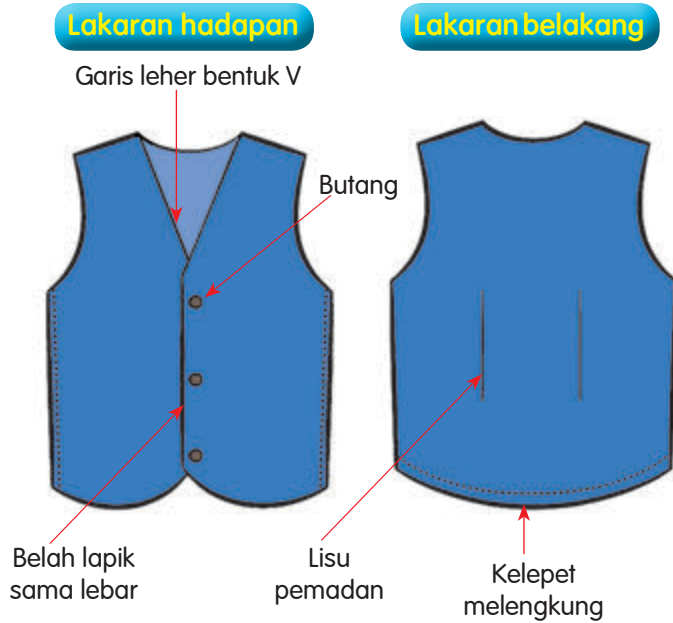 Lakaran hadapan
Lakaran belakang
Garis leher bentuk V
Butang
Belah lapik
sama lebar
Lisu
pemadan
Kelepet
melengkung